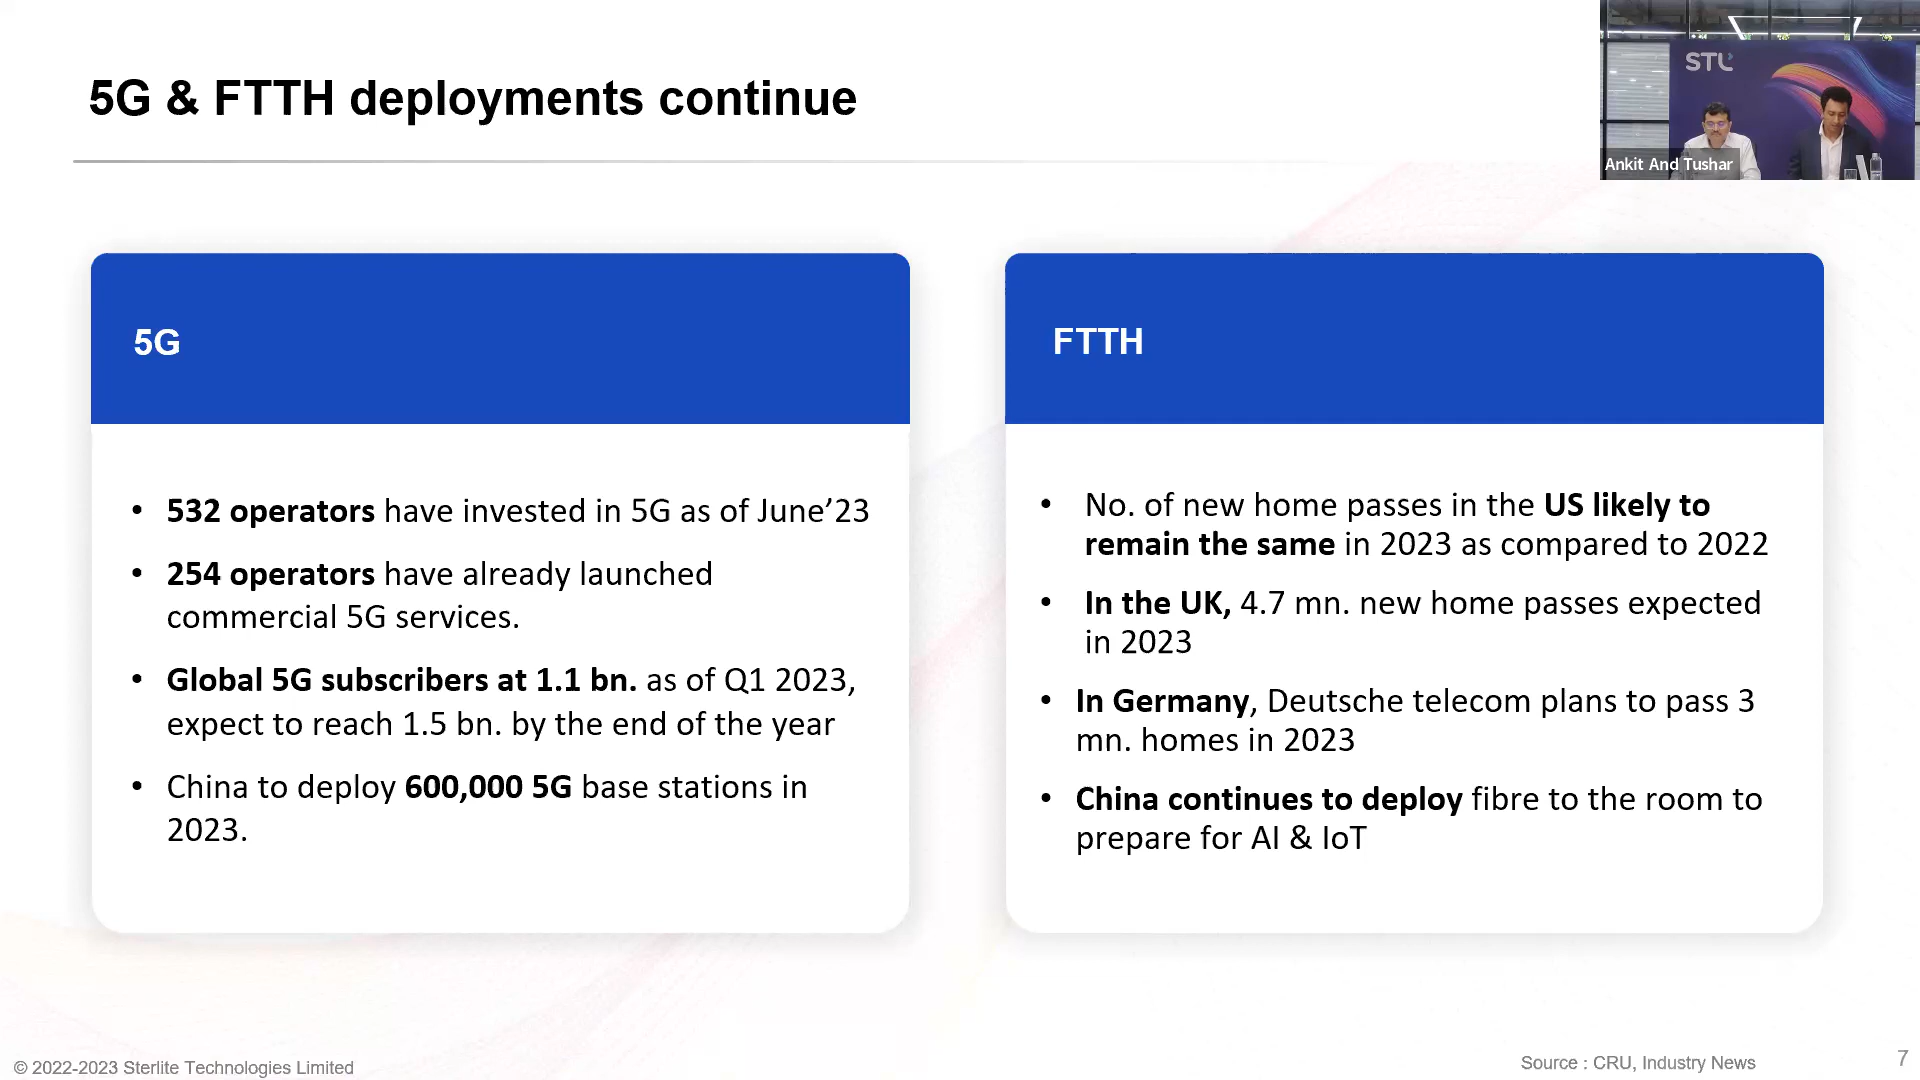 5G & FTTH deployments continue
STL
Ankit And Tushar
5G
• 532 operators have invested in 5G as of June’23
• 254 operators have already launched
commercial 5G services.
• Global 5G subscribers at 1.1 bn. as of Q1 2023,
expect to reach 1.5 bn. by the end of the year
• China to deploy 600,000 5G base stations in
2023.
FTTH
• No. of new home passes in the US likely to
remain the same in 2023 as compared to 2022
• In the UK, 4.7 mn. new home passes expected
in 2023
• In Germany, Deutsche telecom plans to pass 3
mn. homes in 2023
• China continues to deploy fibre to the room to
prepare for AI & IoT
© 2022-2023 Sterlite Technologies Limited
Source : CRU, Industry News
7